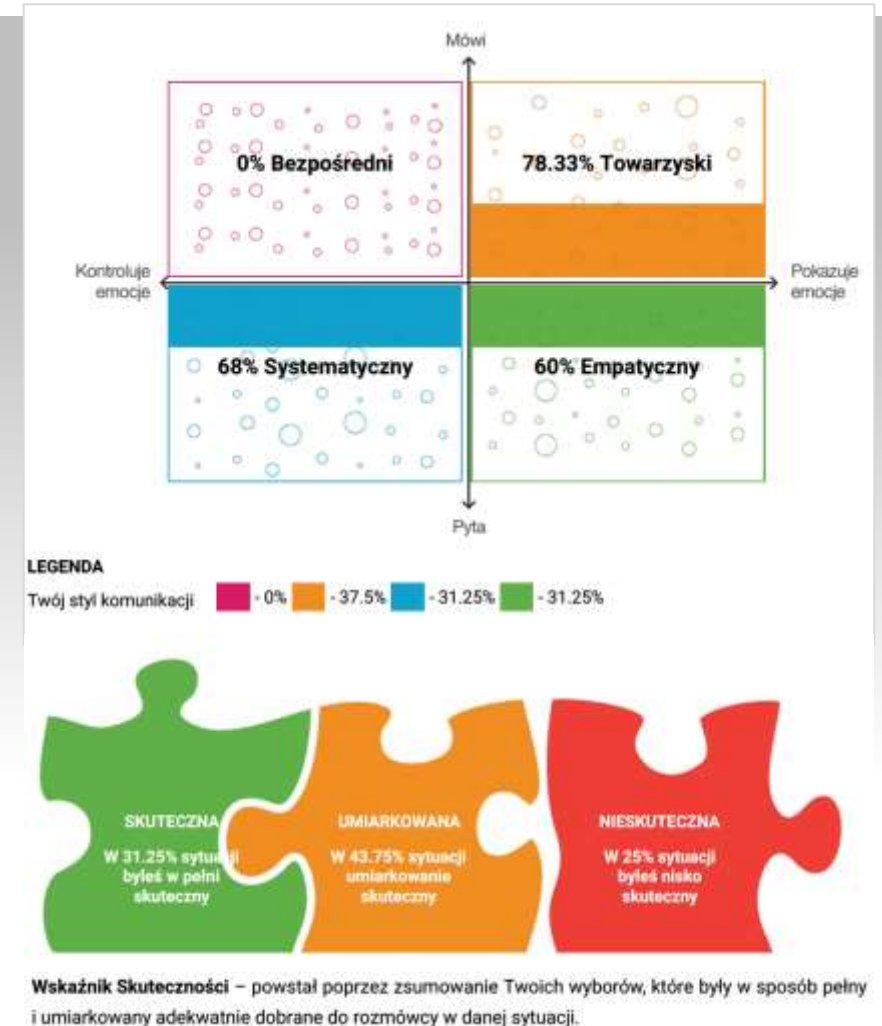 Mówi
0% Bezpośredni
78.33% Towarzyski
Kontroluje
emocje
Pokazuje
emocje
68% Systematyczny
60% Empatyczny
Pyta
LEGENDA
Twój styl komunikacji - 0% - 37.5% - 31.25% - 31.25%
SKUTECZNA
W 31.25% sytuacji
byłeś w pełni
skuteczny
UMIARKOWANA
W 43.75% sytuacji
umiarkowanie
skuteczny
NIESKUTECZNA
W 25% sytuacji
byłeś nisko
skuteczny
Wskaźnik Skuteczności – powstał poprzez zsumowanie Twoich wyborów, które były w sposób pełny
i umiarkowany adekwatnie dobrane do rozmówcy w danej sytuacji.